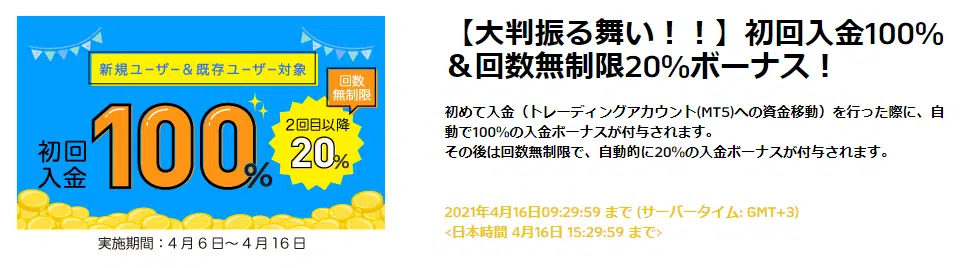 新規ユーザー＆既存ユーザー対象
回数
無制限
初回
入金
100%
2回目以降
20%
実施期間：４月６日～４月１６日
【大判振る舞い！！】初回入金100%
＆回数無制限20%ボーナス！
初めて入金（トレーディングアカウント(MT5)への資金移動）を行った際に、自
動で100%の入金ボーナスが付与されます。
その後は回数無制限で、自動的に20%の入金ボーナスが付与されます。
2021年4月16日09:29:59 まで (サーバータイム: GMT+3)
<日本時間 4月16日 15:29:59 まで>